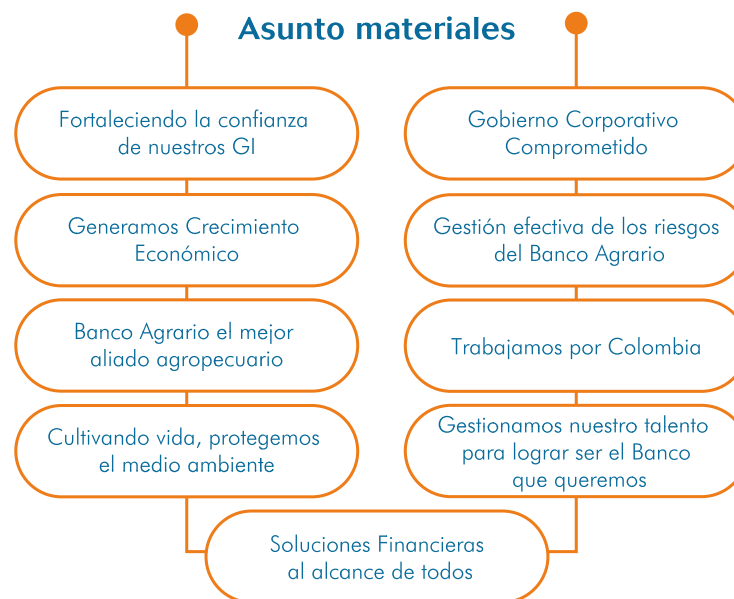 Asunto materiales
Fortaleciendo la confianza
de nuestros GI
Generamos Crecimiento
Económico
Banco Agrario el mejor
aliado agropecuario
Cultivando vida, protegemos
el medio ambiente
Gobierno Corporativo
Comprometido
Gestión efectiva de los riesgos
del Banco Agrario
Trabajamos por Colombia
Gestionamos nuestro talento
para lograr ser el Banco
que queremos
Soluciones Financieras
al alcance de todos